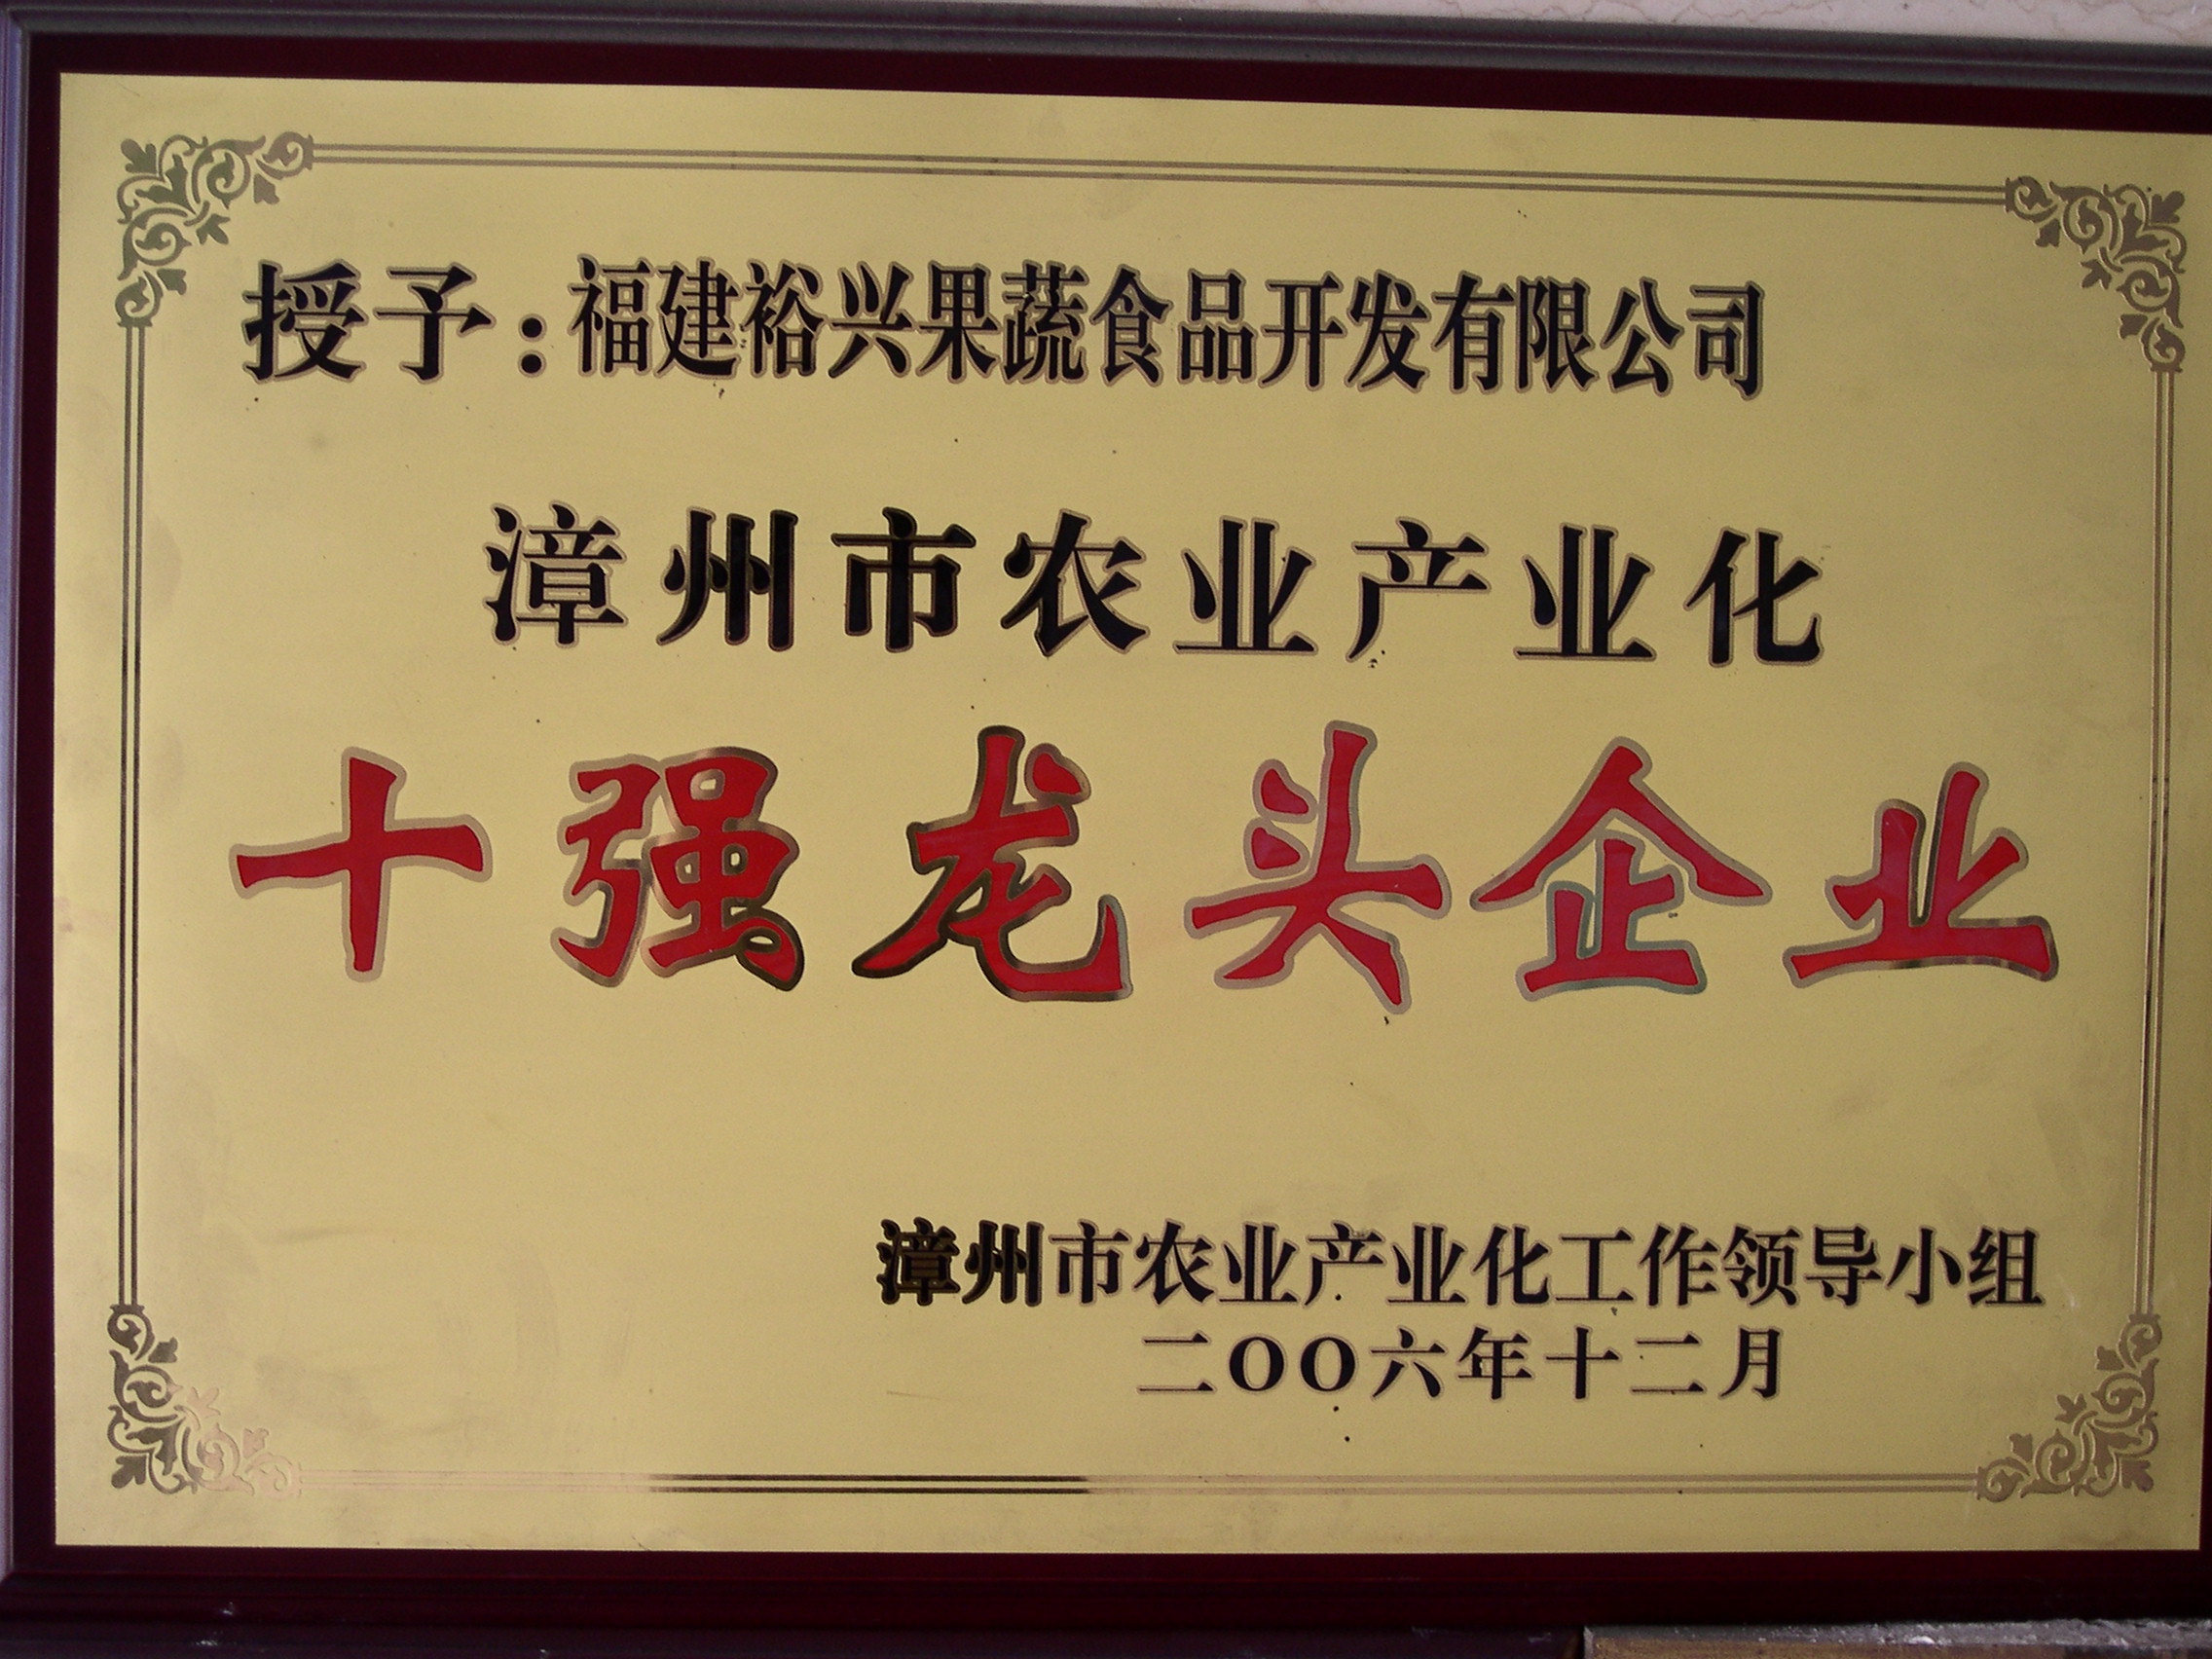 授予：福建裕兴果蔬食品开发有限公司
漳州市农业产业化
十强龙头企业
漳州市农业产业化工作领导小组
二OO六年十二月